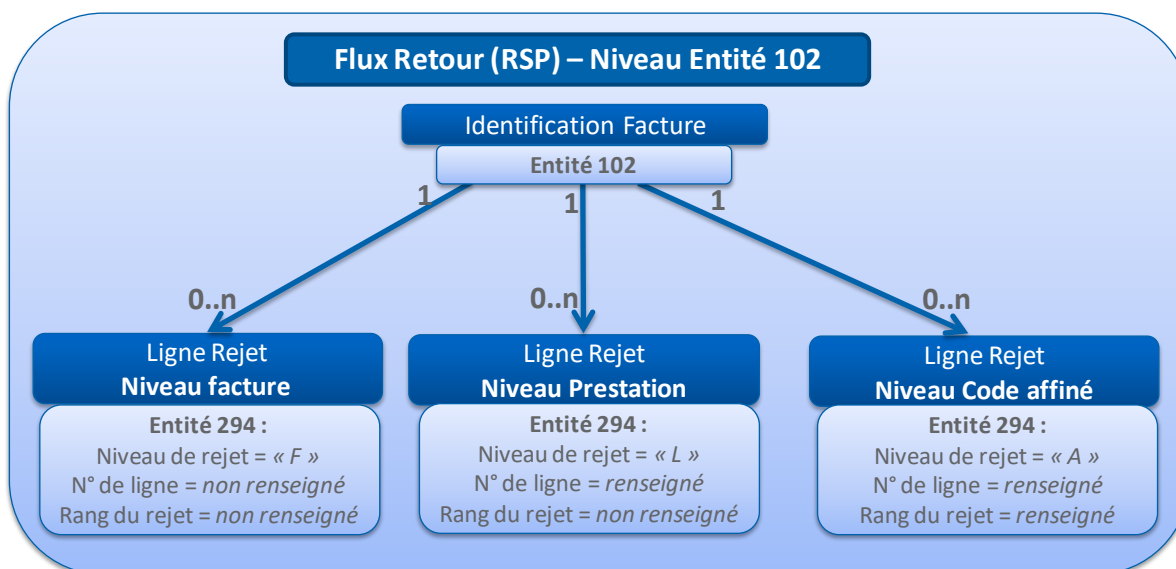 Flux Retour (RSP) – Niveau Entité 102
Identification Facture
Entité 102
1
1
1
0..n
0..n
0..n
Ligne Rejet
Niveau facture
Entité 294 :
Niveau de rejet = « F »
N° de ligne = non renseigné
Rang du rejet = non renseigné
Ligne Rejet
Niveau Prestation
Entité 294 :
Niveau de rejet = « L »
N° de ligne = renseigné
Rang du rejet = non renseigné
Ligne Rejet
Niveau Code affiné
Entité 294 :
Niveau de rejet = « A »
N° de ligne = renseigné
Rang du rejet = renseigné